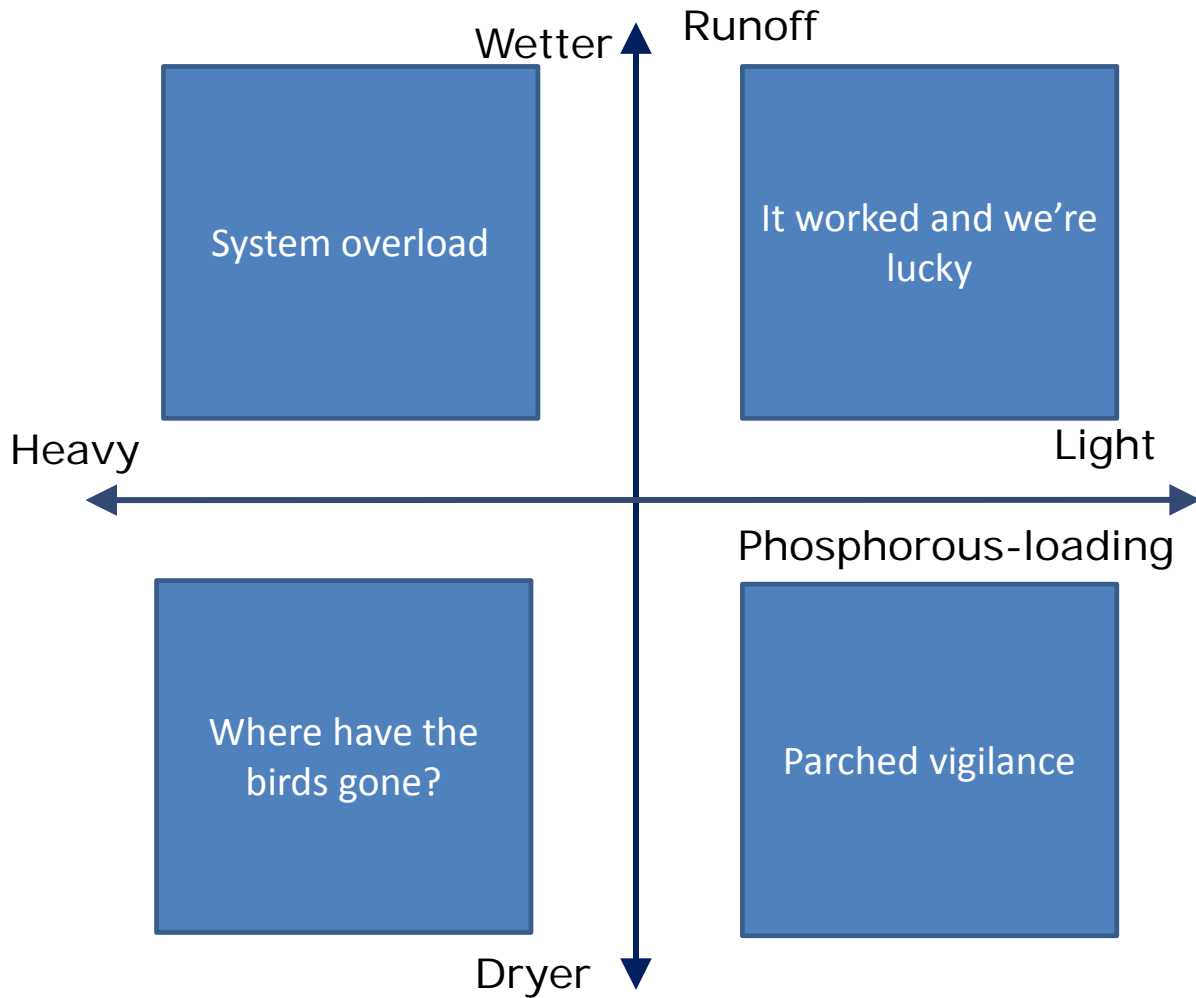 Wetter
Runoff
System overload
It worked and we’re
lucky
Heavy
Light
Phosphorous-loading
Where have the
birds gone?
Parched vigilance
Dryer